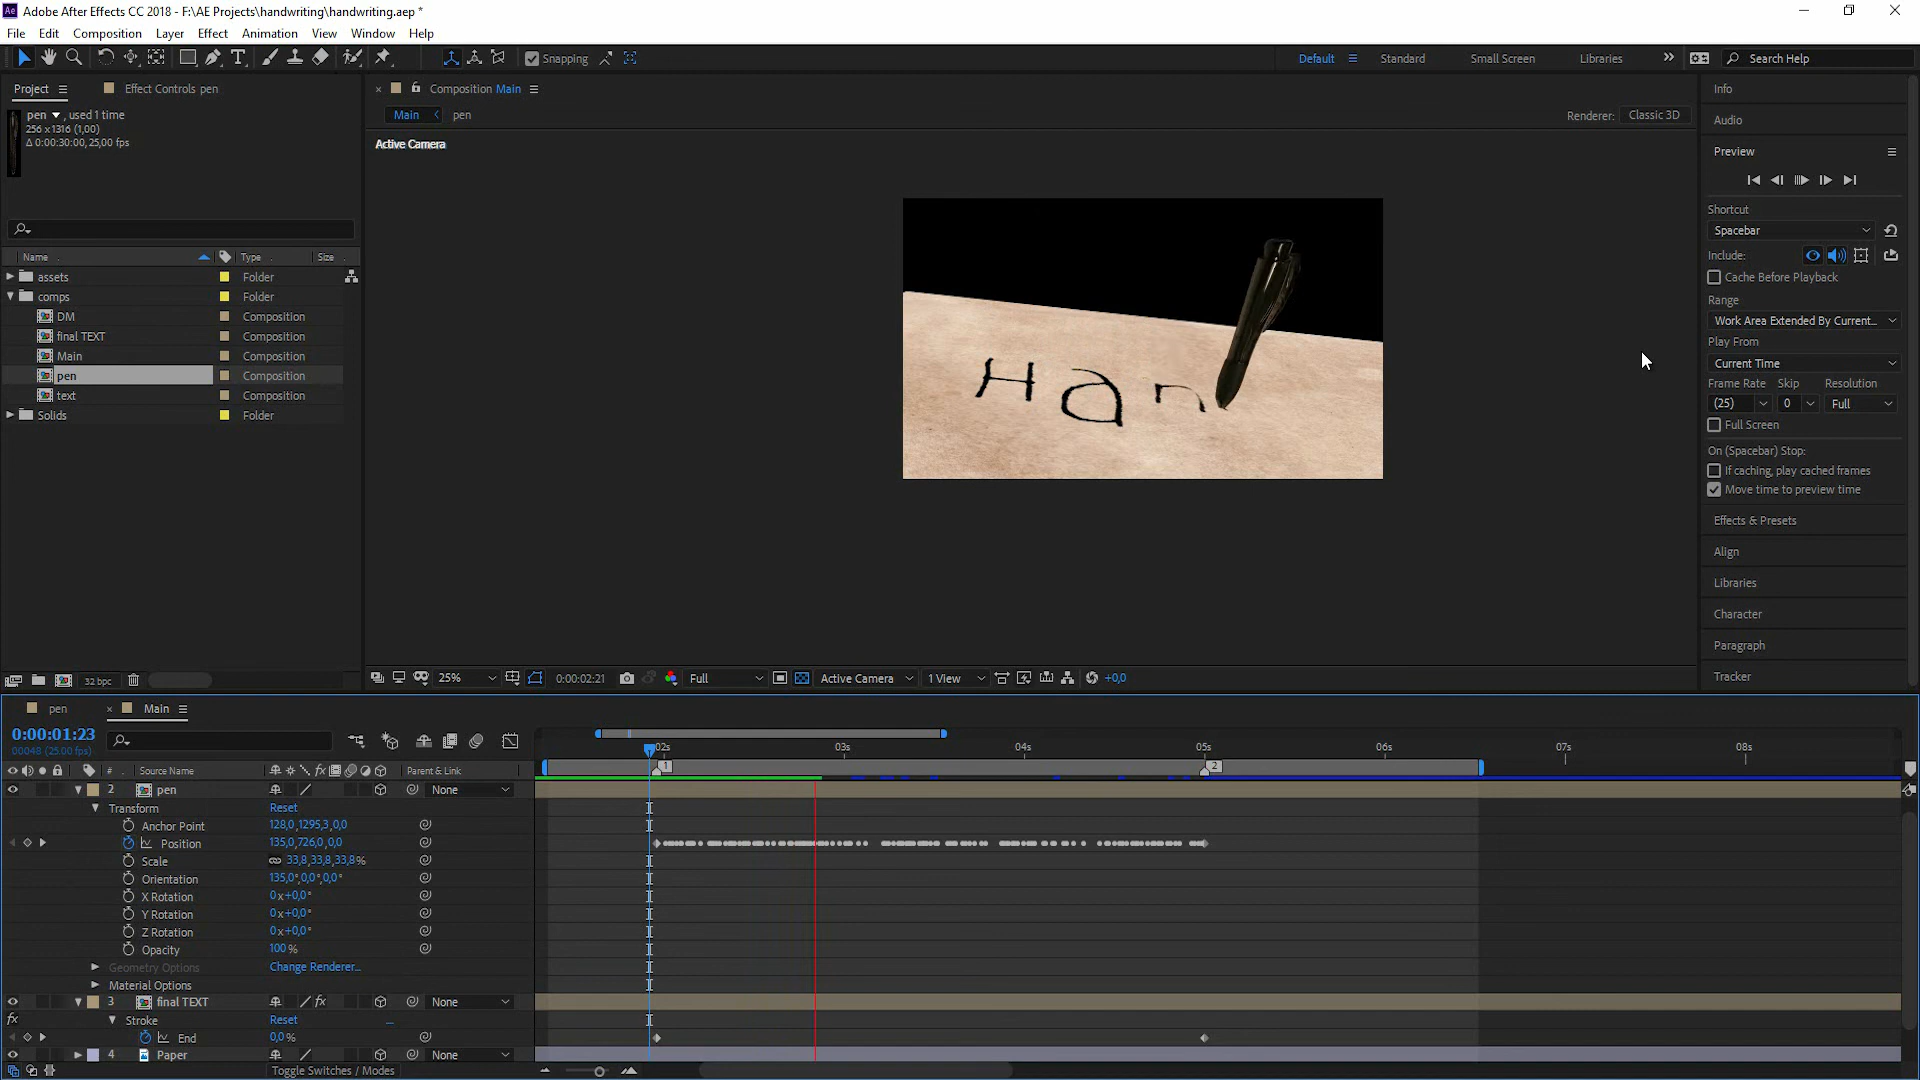 Adobe After Effects CC 2018 - F:\AE Projects\handwriting\handwriting.aep *
File Edit Composition Layer Effect Animation View Window Help
Snapping Default Standard Small Screen Libraries Search Help
Project Effect Controls pen
pen , used 1 time
256 x 1316 (1,00)
Δ 0:00:30:00, 25,00 fps
Name Type Size
assets Folder
comps Folder
DM Composition
final TEXT Composition
Main Composition
pen Composition
text Composition
Solids Folder
32 bpc
Composition Main
Main pen
Renderer: Classic 3D
Active Camera
Han
25% 0:00:02:21 Full Active Camera 1 View +0,0
Info
Audio
Preview
Shortcut
Spacebar
Include:
Cache Before Playback
Range
Work Area Extended By Current...
Play From
Current Time
Frame Rate Skip Resolution
(25) 0 Full
Full Screen
On (Spacebar) Stop:
If caching, play cached frames
Move time to preview time
Effects & Presets
Align
Libraries
Character
Paragraph
Tracker
pen Main
0:00:01:23
00048 (25.00 fps)
02s 03s 04s 05s 06s 07s 08s
1 2
# Source Name Parent & Link
2 pen None
Transform Reset
Anchor Point 128,0,1295,3,0,0
Position 135,0,726,0,0,0
Scale 33,8,33,8,33,8%
Orientation 135,0°,0,0°,0,0°
X Rotation 0x+0,0°
Y Rotation 0x+0,0°
Z Rotation 0x+0,0°
Opacity 100%
Geometry Options Change Renderer...
Material Options
3 final TEXT fx None
fx Stroke Reset ...
End 0,0%
4 Paper None
Toggle Switches / Modes